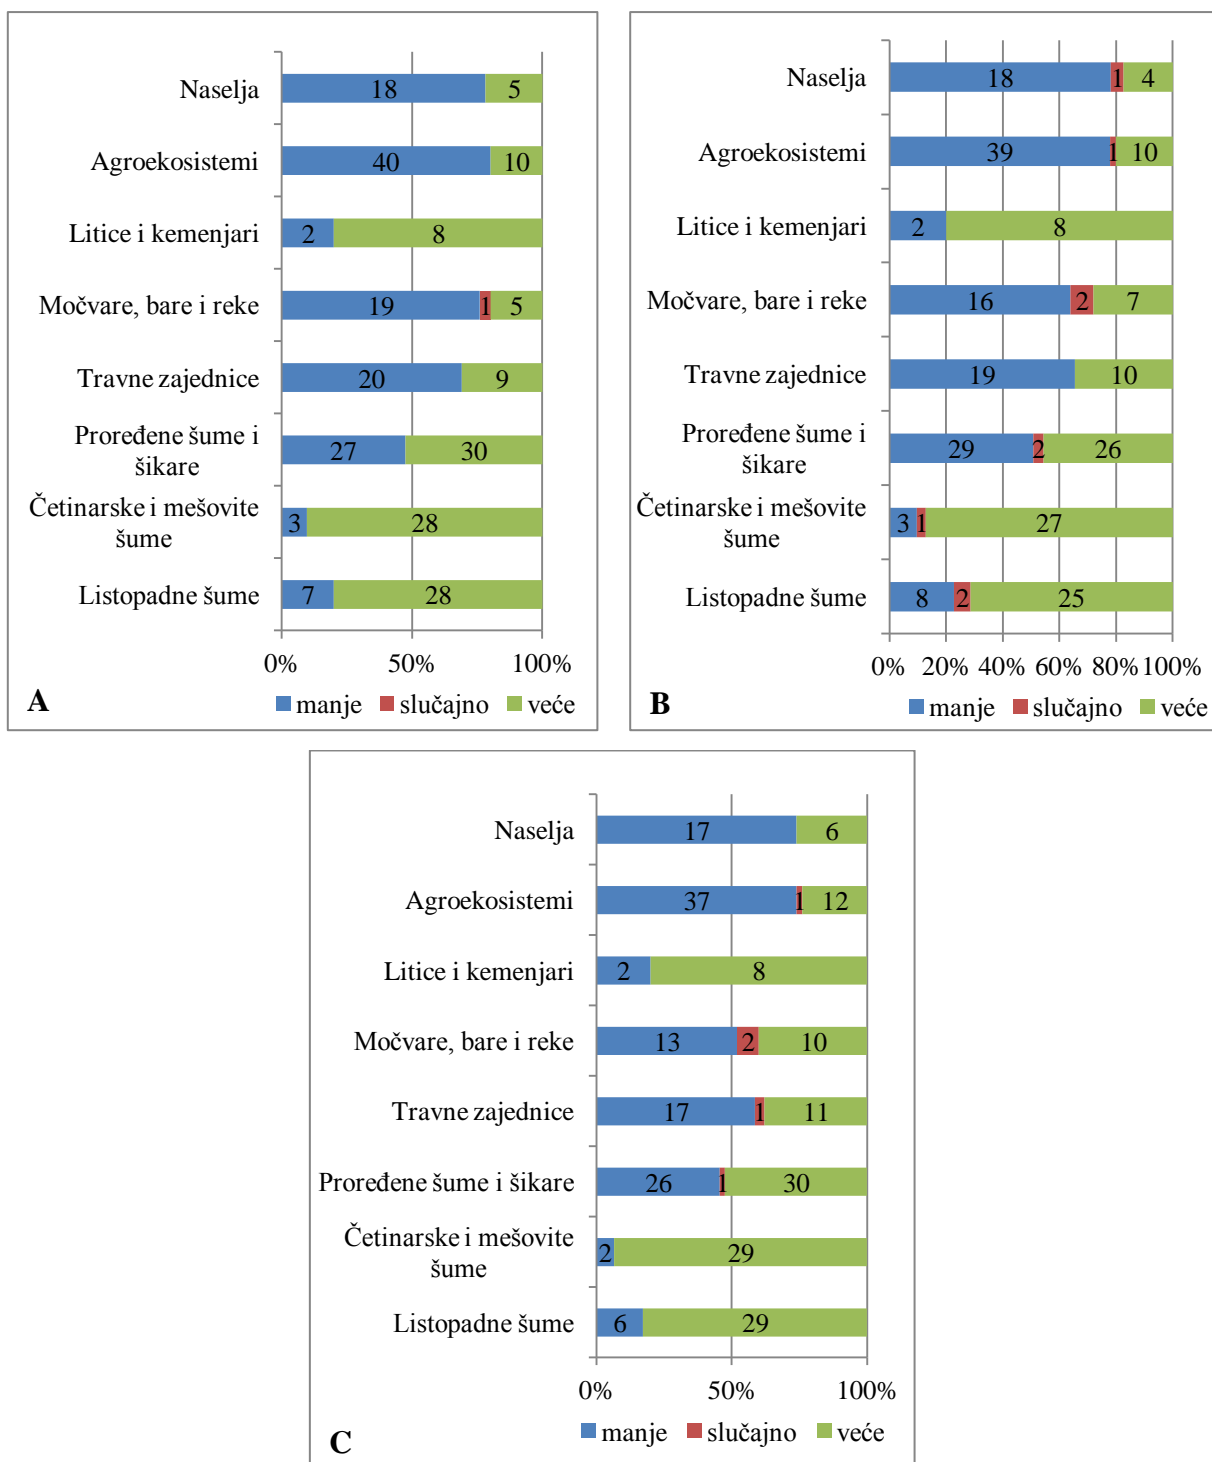 Naselja
18 5
Agroekosistemi
40 10
Litice i kemenjari
2 8
Močvare, bare i reke
19 1 5
Travne zajednice
20 9
Proređene šume i
šikare
27 30
Četinarske i mešovite
šume
3 28
Listopadne šume
7 28
0% 50% 100%
manje slučajno veće
A
Naselja
18 1 4
Agroekosistemi
39 1 10
Litice i kemenjari
2 8
Močvare, bare i reke
16 2 7
Travne zajednice
19 10
Proređene šume i
šikare
29 2 26
Četinarske i mešovite
šume
3 1 27
Listopadne šume
8 2 25
0% 20% 40% 60% 80% 100%
manje slučajno veće
B
Naselja
17 6
Agroekosistemi
37 1 12
Litice i kemenjari
2 8
Močvare, bare i reke
13 2 10
Travne zajednice
17 1 11
Proređene šume i šikare
26 1 30
Četinarske i mešovite
šume
2 29
Listopadne šume
6 29
0% 50% 100%
manje slučajno veće
C